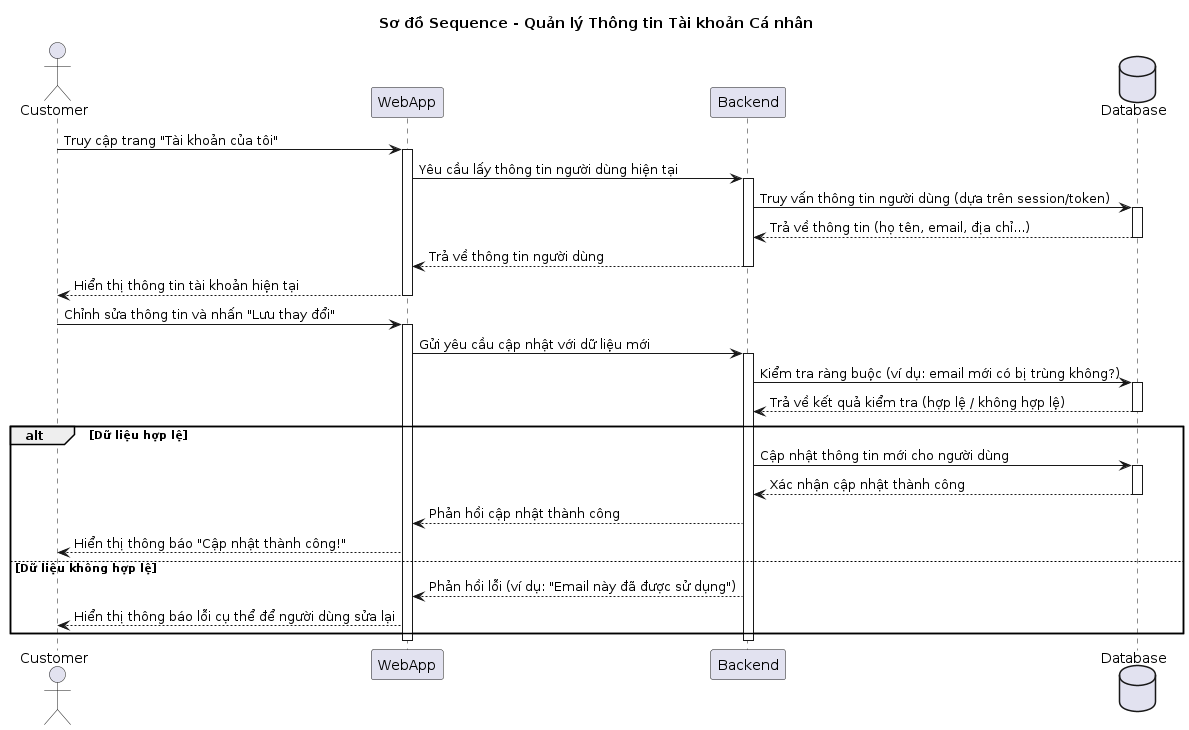 Sơ đồ Sequence - Quản lý Thông tin Tài khoản Cá nhân
Customer
WebApp
Backend
Database
Truy cập trang "Tài khoản của tôi"
Yêu cầu lấy thông tin người dùng hiện tại
Truy vấn thông tin người dùng (dựa trên session/token)
Trả về thông tin (họ tên, email, địa chỉ...)
Trả về thông tin người dùng
Hiển thị thông tin tài khoản hiện tại
Chỉnh sửa thông tin và nhấn "Lưu thay đổi"
Gửi yêu cầu cập nhật với dữ liệu mới
Kiểm tra ràng buộc (ví dụ: email mới có bị trùng không?)
Trả về kết quả kiểm tra (hợp lệ / không hợp lệ)
alt [Dữ liệu hợp lệ]
Cập nhật thông tin mới cho người dùng
Xác nhận cập nhật thành công
Phản hồi cập nhật thành công
Hiển thị thông báo "Cập nhật thành công!"
[Dữ liệu không hợp lệ]
Phản hồi lỗi (ví dụ: "Email này đã được sử dụng")
Hiển thị thông báo lỗi cụ thể để người dùng sửa lại
Customer
WebApp
Backend
Database